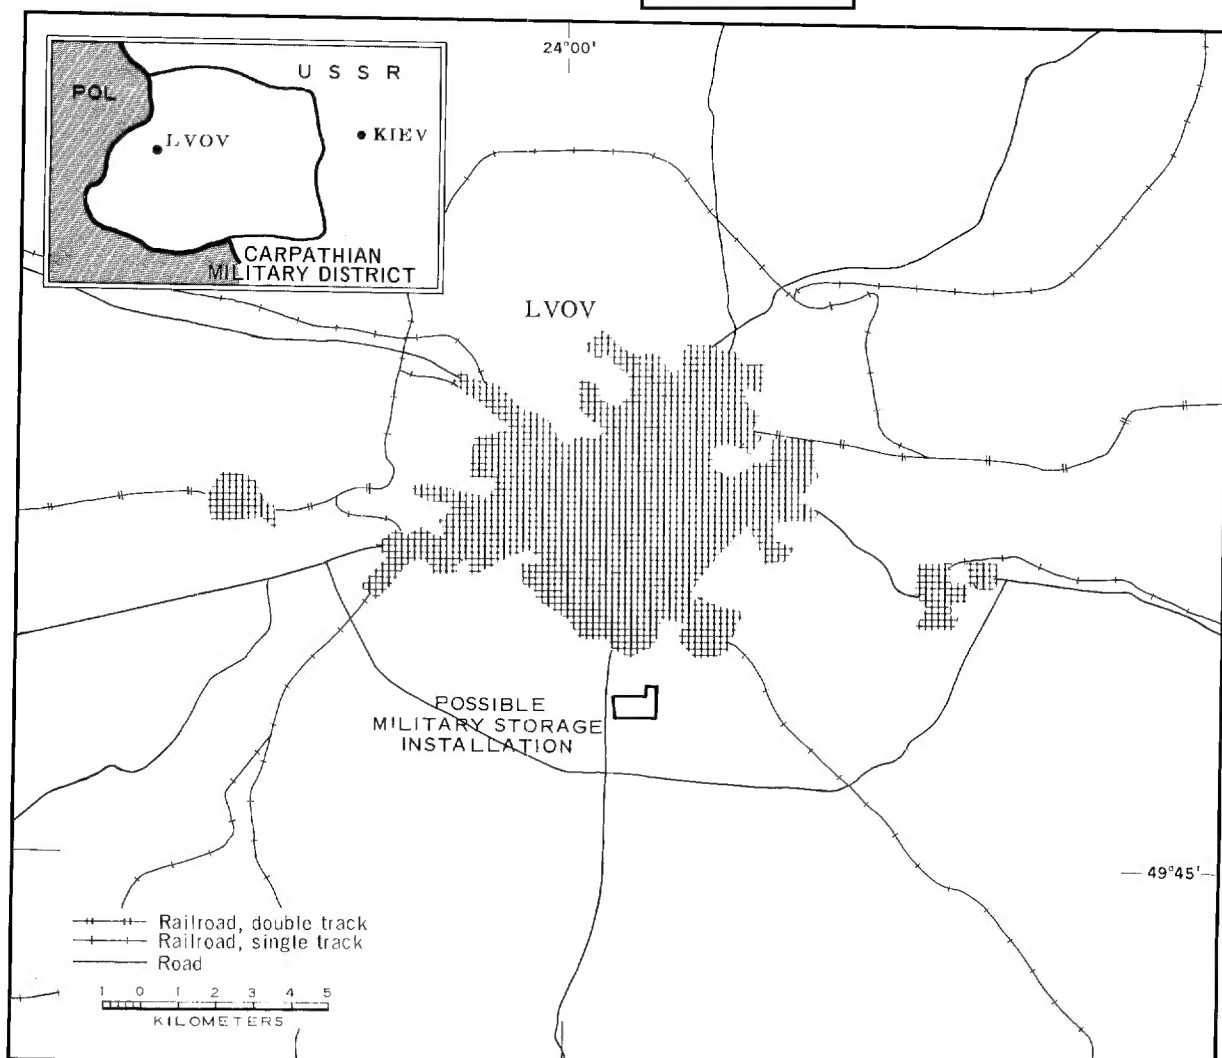 24°00'
U S S R
POL
LVOV
KIEV
CARPATHIAN
MILITARY DISTRICT
LVOV
POSSIBLE
MILITARY STORAGE
INSTALLATION
49°45'
Railroad, double track
Railroad, single track
Road
1 0 1 2 3 4 5
KILOMETERS